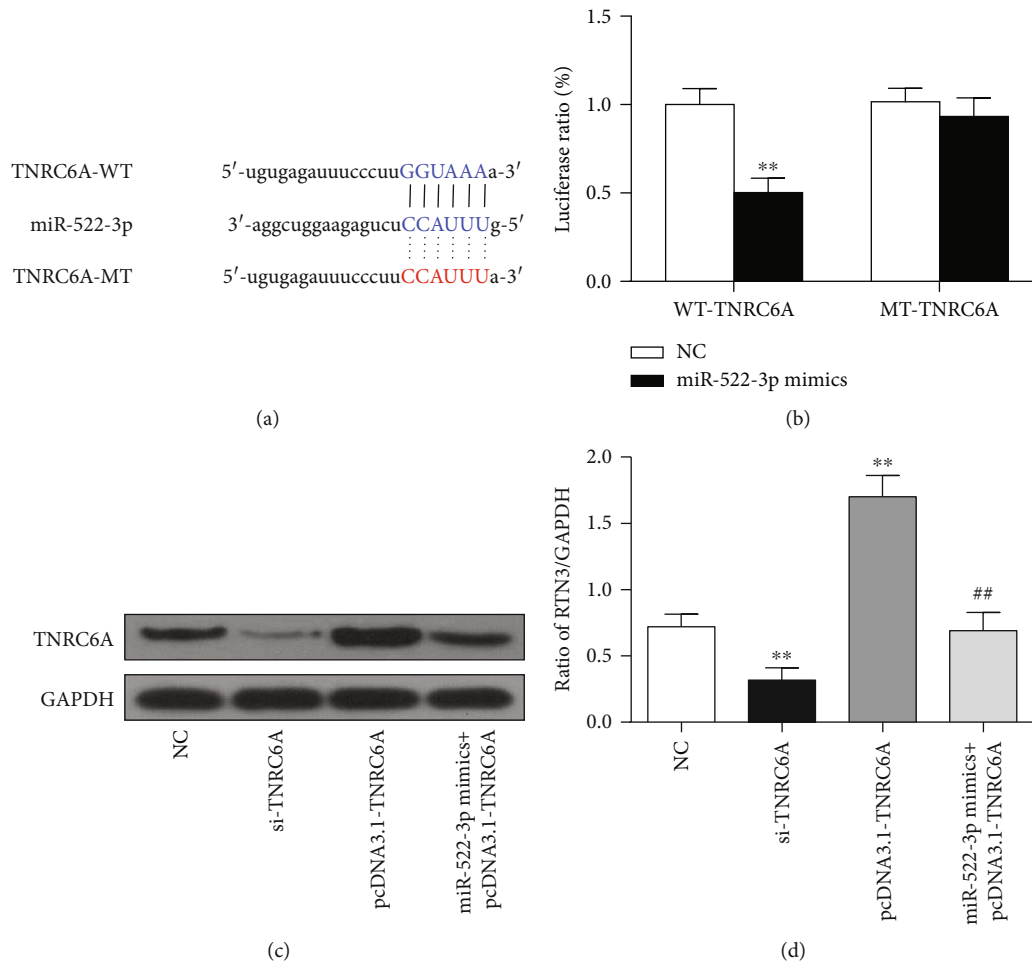 TNRC6A-WT 5′-ugugagauuucccuuGGUAAAa-3′
miR-522-3p 3′-aggcuggaagagucuCCAUUUg-5′
TNRC6A-MT 5′-ugugagauuucccuuCCAUUUa-3′
(a)
Luciferase ratio (%)
1.5
1.0
0.5
0.0
**
WT-TNRC6A MT-TNRC6A
NC
miR-522-3p mimics
(b)
TNRC6A
GAPDH
NC
si-TNRC6A
pcDNA3.1-TNRC6A
miR-522-3p mimics+
pcDNA3.1-TNRC6A
(c)
Ratio of RTN3/GAPDH
2.0
1.5
1.0
0.5
0.0
**
**
##
NC
si-TNRC6A
pcDNA3.1-TNRC6A
miR-522-3p mimics+
pcDNA3.1-TNRC6A
(d)